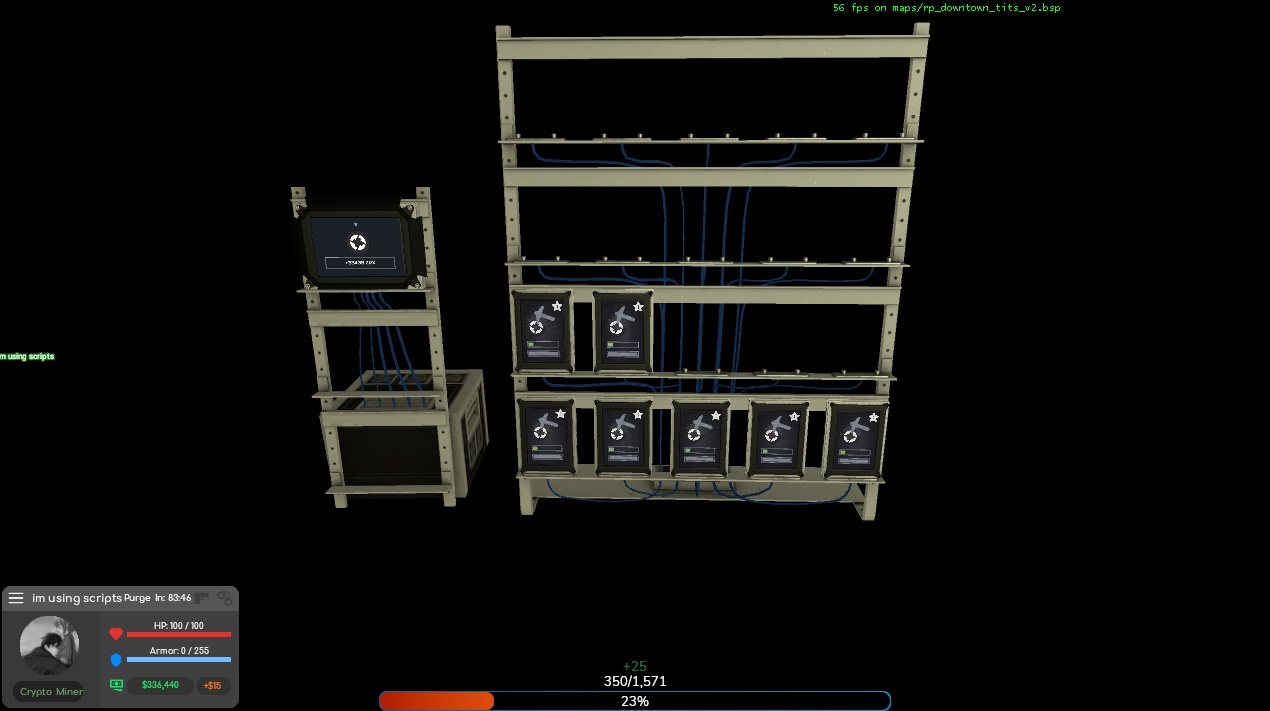 56 fps on maps/rp_downtown_tits_v2.bsp
m using scripts
im using scripts Purge In: 83:46
HP: 100 / 100
Armor: 0 / 255
$336,440 +$15
Crypto Miner
+25
350/1,571
23%